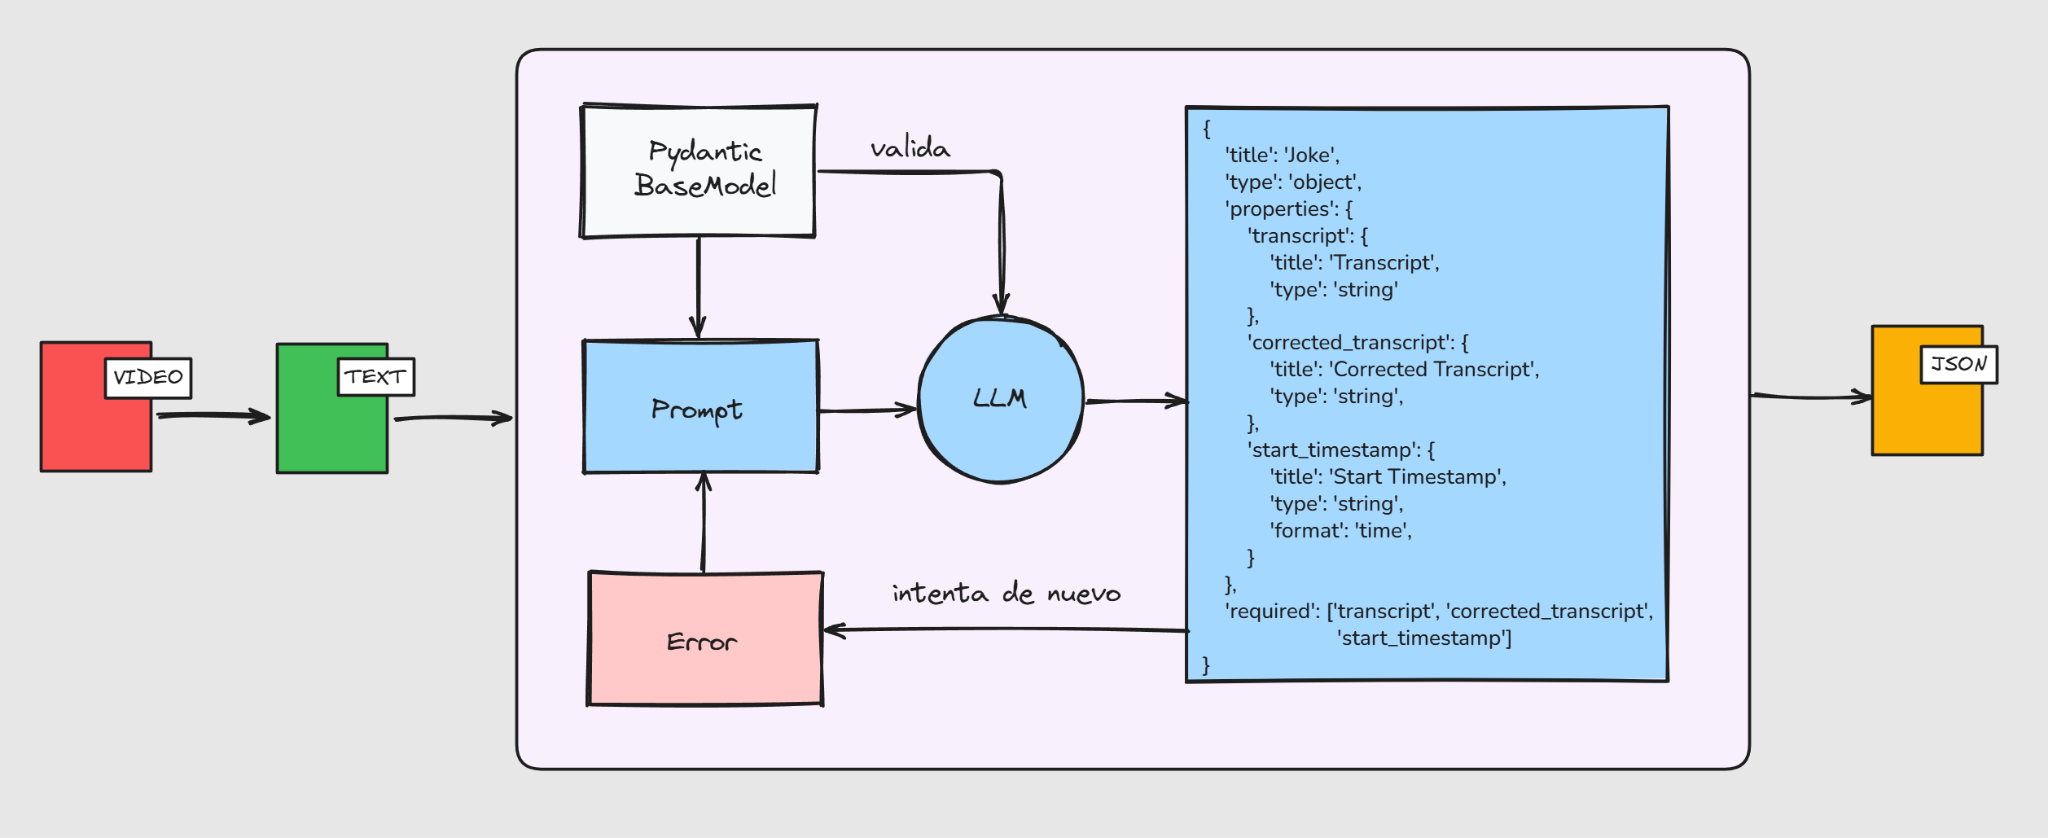 VIDEO
TEXT
Pydantic
BaseModel
valida
Prompt
LLM
Error
intenta de nuevo
{
'title': 'Joke',
'type': 'object',
'properties': {
'transcript': {
'title': 'Transcript',
'type': 'string'
},
'corrected_transcript': {
'title': 'Corrected Transcript',
'type': 'string',
},
'start_timestamp': {
'title': 'Start Timestamp',
'type': 'string',
'format': 'time',
}
},
'required': ['transcript', 'corrected_transcript',
'start_timestamp']
}
JSON